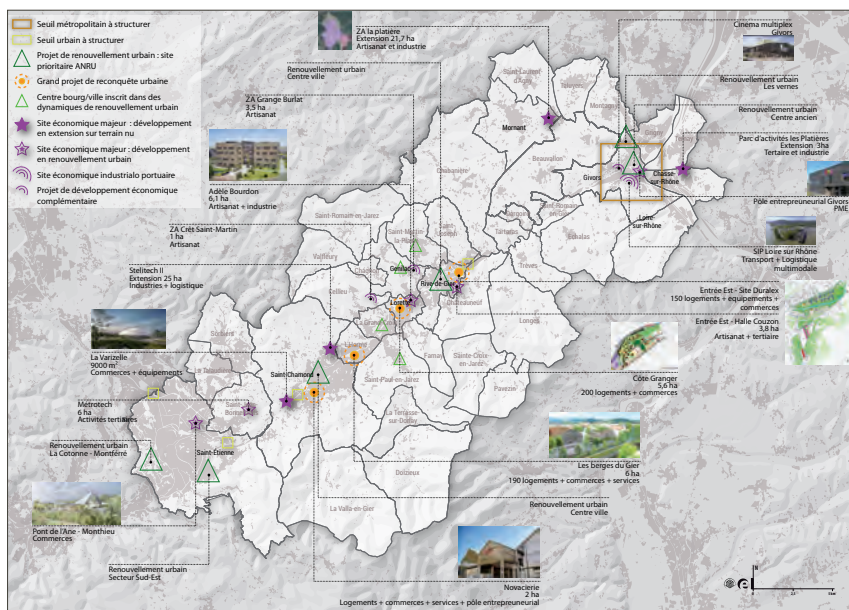 Seuil métropolitain à structurer
Seuil urbain à structurer
Projet de renouvellement urbain : site
prioritaire ANRU
Grand projet de reconquête urbaine
Centre bourg/ville inscrit dans des
dynamiques de renouvellement urbain
Site économique majeur : développement
en extension sur terrain nu
Site économique majeur : développement
en renouvellement urbain
Site économique industrialo portuaire
Projet de développement économique
complémentaire
ZA la platière
Extension 21,7 ha
Artisanat et industrie
Renouvellement urbain
Centre ville
ZA Grange Burlat
3,5 ha
Artisanat
Adèle Bourdon
6,1 ha
Artisanat + industrie
ZA Crêt Saint-Martin
1 ha
Artisanat
Stelitech II
Extension 25 ha
Industries + logistique
La Varizelle
9000 m²
Commerces + équipements
Métrotech
6 ha
Activités tertiaires
Renouvellement urbain
La Cotonne - Montferré
Pont de l'Ane - Monthieu
Commerces
Renouvellement urbain
Secteur Sud-Est
Cinéma multiplex
Givors
Renouvellement urbain
Les vernes
Renouvellement urbain
Centre ancien
Parc d'activités les Platières
Extension 3ha
Tertiaire et industrie
Pôle entrepreneurial Givors
PME
SIP Loire sur Rhône
Transport + Logistique
multimodale
Entrée Est - Site Duralex
150 logements + équipements +
commerces
Entrée Est - Halle Couzon
3,8 ha
Artisanat + tertiaire
Côte Granger
5,6 ha
200 logements + commerces
Les berges du Gier
6 ha
190 logements + commerces + services
Renouvellement urbain
Centre ville
Novacierie
2 ha
Logements + commerces + services + pôle entrepreuneurial
Mornant
Beauvallon
Givors
Chasse-
sur-Rhône
Loire-
sur-Rhône
Echalas
Trèves
Longes
Tartaras
Châteauneuf
Rive-de-Gier
Genilac
Lorette
La Grand-Croix
Saint-Romain-en-Jarez
Valfleury
Cellieu
L'Horme
Farnay
Sainte-Croix-
en-Jarez
Pavezin
Saint-Paul-en-Jarez
La Terrasse-
sur-Dorlay
Doizieux
La Valla-en-Gier
Saint-Chamond
Sorbiers
Saint-Étienne
N